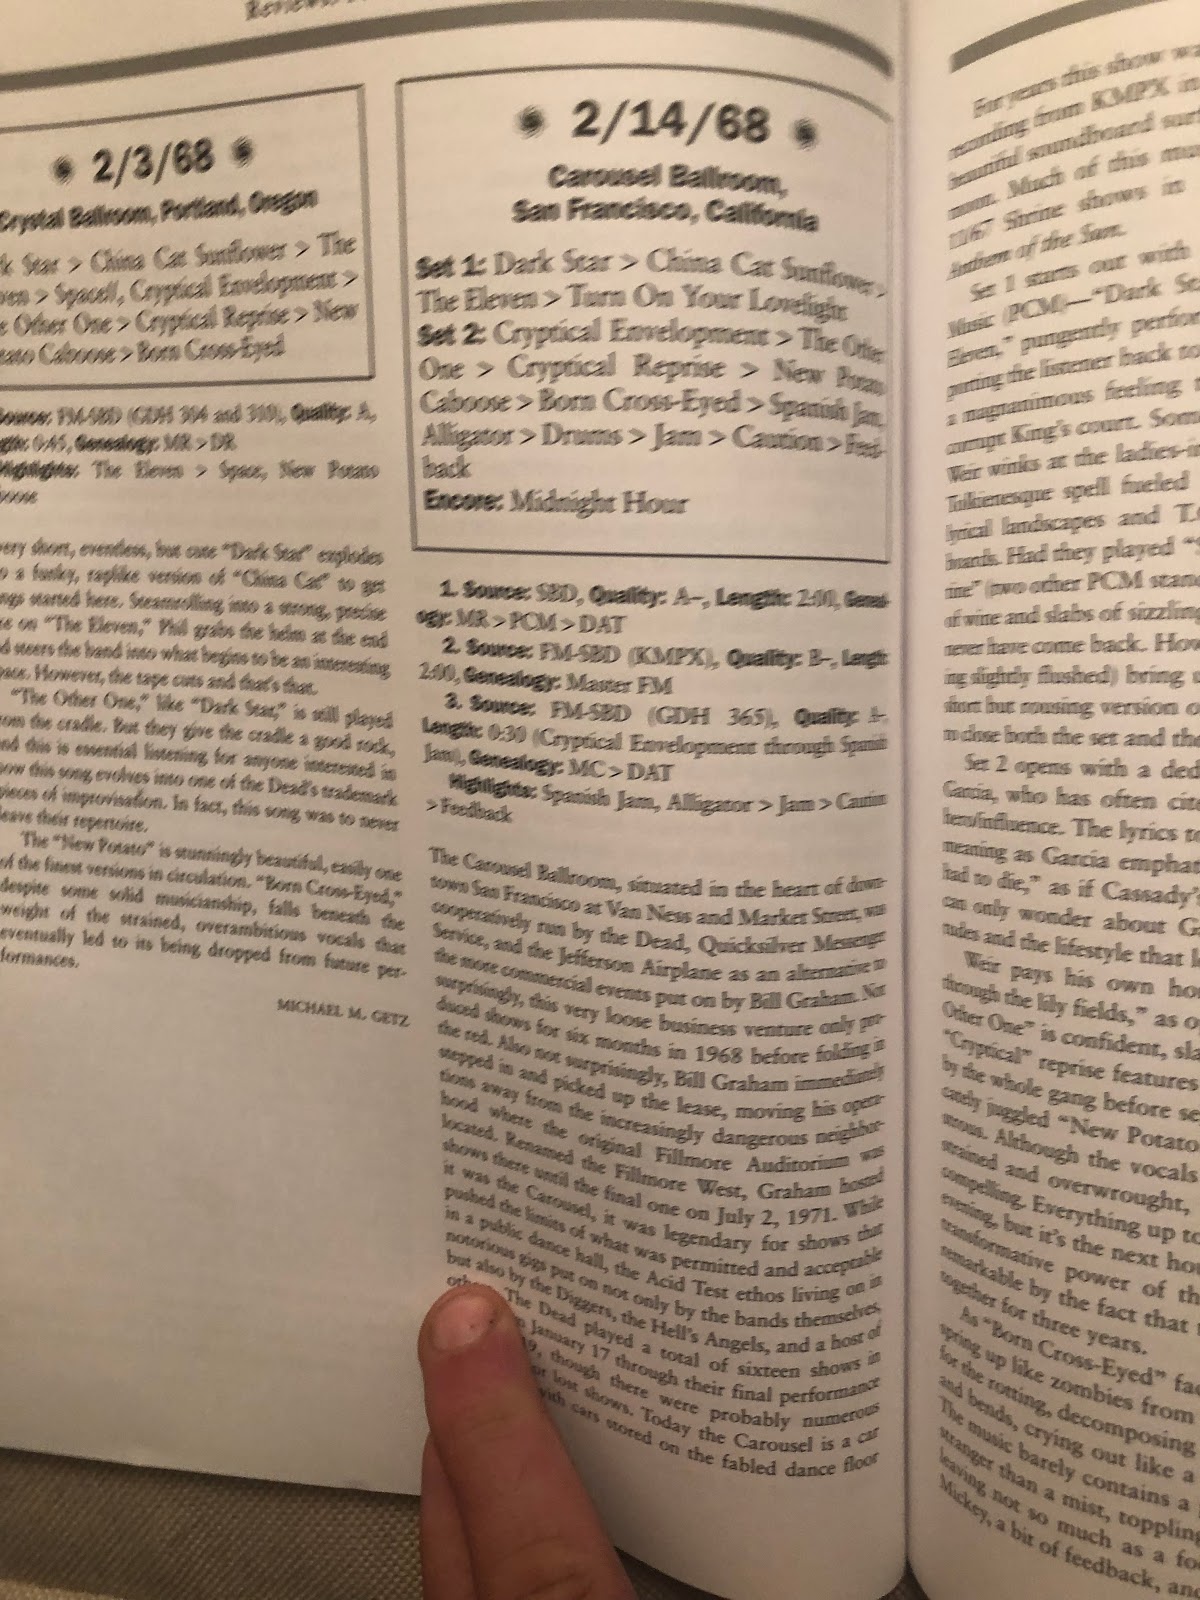 Reviews:
2/3/68
Crystal Ballroom, Portland, Oregon
Star > China Cat Sunflower > The
> Space//, Cryptical Envelopment >
Other One > Cryptical Reprise > New
Caboose > Born Cross-Eyed
Source: FM-SBD (GDH 304 and 310), Quality: A,
0:45, Genealogy: MR > DR
Highlights: The Eleven > Space, New Potato
very short, eventless, but cute "Dark Star" explodes
a funky, raplike version of "China Cat" to get
started here. Steamrolling into a strong, precise
on "The Eleven," Phil grabs the helm at the end
steers the band into what begins to be an interesting
However, the tape cuts and that's that.
"The Other One," like "Dark Star," is still played
from the cradle. But they give the cradle a good rock,
and this is essential listening for anyone interested in
how this song evolves into one of the Dead's trademark
pieces of improvisation. In fact, this song was to never
leave their repertoire.
The "New Potato" is stunningly beautiful, easily one
of the finest versions in circulation. "Born Cross-Eyed,"
despite some solid musicianship, falls beneath the
weight of the strained, overambitious vocals that
eventually led to its being dropped from future per-
formances.
MICHAEL M. GETZ
2/14/68
Carousel Ballroom,
San Francisco, California
Set 1: Dark Star > China Cat Sunflower >
The Eleven > Turn On Your Lovelight
Set 2: Cryptical Envelopment > The Other
One > Cryptical Reprise > New Potato
Caboose > Born Cross-Eyed > Spanish Jam,
Alligator > Drums > Jam > Caution > Feed-
back
Encore: Midnight Hour
1. Source: SBD, Quality: A–, Length: 2:10, Geneal-
ogy: MR > PCM > DAT
2. Source: FM-SBD (KMPX), Quality: B–, Length:
2:00, Genealogy: Master FM
3. Source: FM-SBD (GDH 365), Quality:
Length: 0:30 (Cryptical Envelopment through Spanish
Jam), Genealogy: MC > DAT
Highlights: Spanish Jam, Alligator > Jam > Caution
> Feedback
The Carousel Ballroom, situated in the heart of down-
town San Francisco at Van Ness and Market Street, was
cooperatively run by the Dead, Quicksilver Messenger
Service, and the Jefferson Airplane as an alternative to
the more commercial events put on by Bill Graham. Not
surprisingly, this very loose business venture only pro-
duced shows for six months in 1968 before folding in
the red. Also not surprisingly, Bill Graham immediately
stepped in and picked up the lease, moving his opera-
tions away from the increasingly dangerous neighbor-
hood where the original Fillmore Auditorium was
located. Renamed the Fillmore West, Graham hosted
shows there until the final one on July 2, 1971. While
it was the Carousel, it was legendary for shows that
pushed the limits of what was permitted and acceptable
in a public dance hall, the Acid Test ethos living on in
notorious gigs put on not only by the bands themselves,
but also by the Diggers, the Hell's Angels, and a host of
The Dead played a total of sixteen shows in
January 17 through their final performance
though there were probably numerous
or lost shows. Today the Carousel is a car
with cars stored on the fabled dance floor
For years this show
recording from KMPX in
beautiful soundboard
Much of this
12/67 Shrine shows in
Anthem of the Sun.
Set 1 starts out with
Music (PCM)—"Dark
Eleven," pungently
porting the listener back to
a magnanimous feeling
corrupt King's court.
Weir winks at the
Tolkienesque spell fueled
lyrical landscapes and
boards. Had they played
(two other PCM
of wine and slabs of sizzling
never have come back.
ing slightly flushed) bring
short but rousing version
to close both the set and the
Set 2 opens with a
Garcia, who has often
hero/influence. The lyrics
meaning as Garcia
had to die," as if Cassady's
can only wonder about
and the lifestyle that
Weir pays his own
through the lily fields," as
Other One" is confident,
"Cryptical" reprise features
by the whole gang before
juggled "New Potato
Although the vocals
strained and overwrought,
compelling. Everything up to
evening, but it's the next
transformative power of
remarkable by the fact that
together for three years.
As "Born Cross-Eyed"
spring up like zombies from
for the rotting, decomposing
and bends, crying out like a
The music barely contains a
stranger than a mist,
leaving not so much as a
Mickey, a bit of feedback,